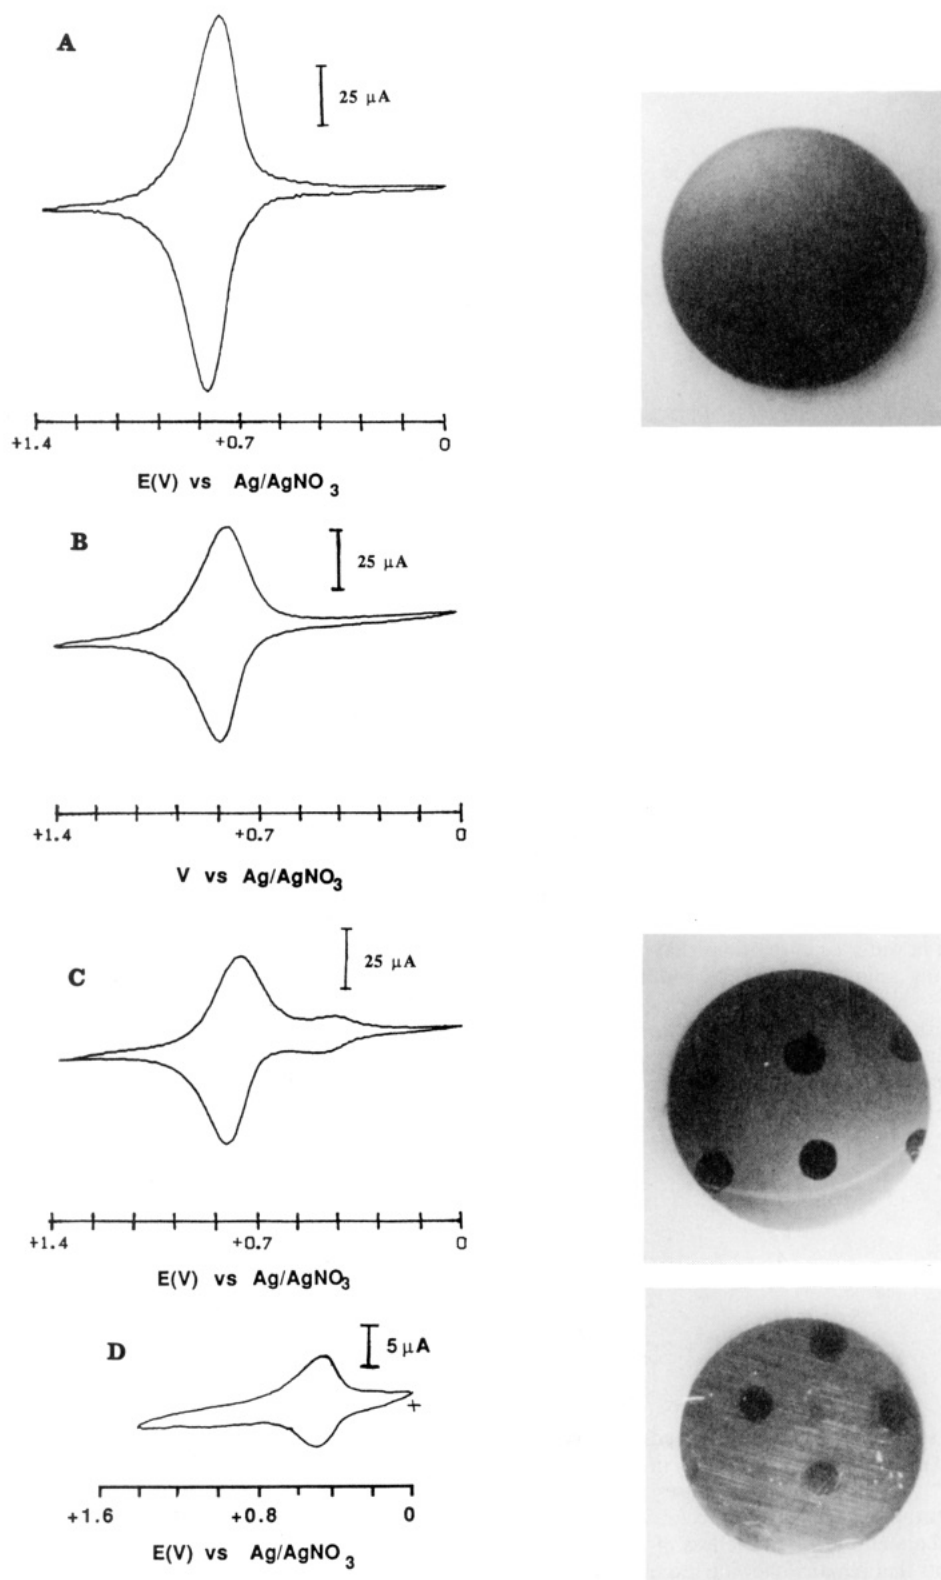 A
25 μA
+1.4 +0.7 0
E(V) vs Ag/AgNO3
B
25 μA
+1.4 +0.7 0
V vs Ag/AgNO3
C
25 μA
+1.4 +0.7 0
E(V) vs Ag/AgNO3
D
5 μA
+
+1.6 +0.8 0
E(V) vs Ag/AgNO3